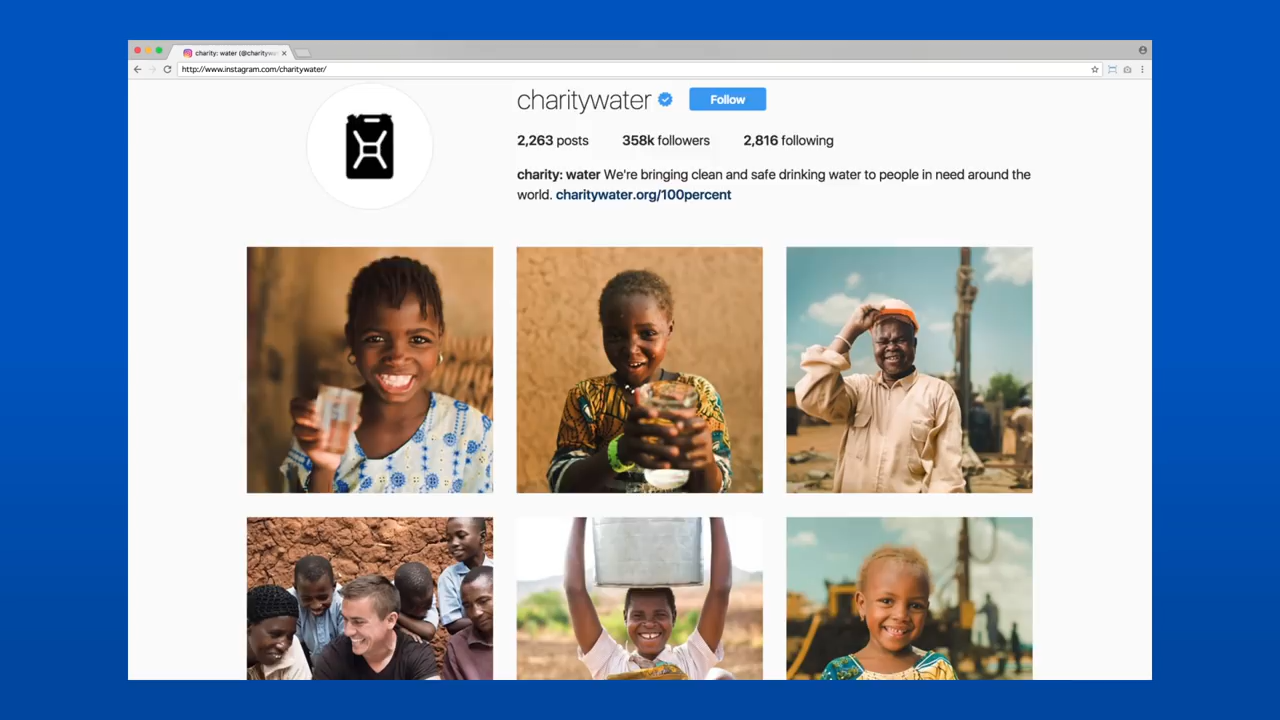 charity: water (@charitywat
http://www.instagram.com/charitywater/
charitywater Follow
2,263 posts 358k followers 2,816 following
charity: water We're bringing clean and safe drinking water to people in need around the
world. charitywater.org/100percent